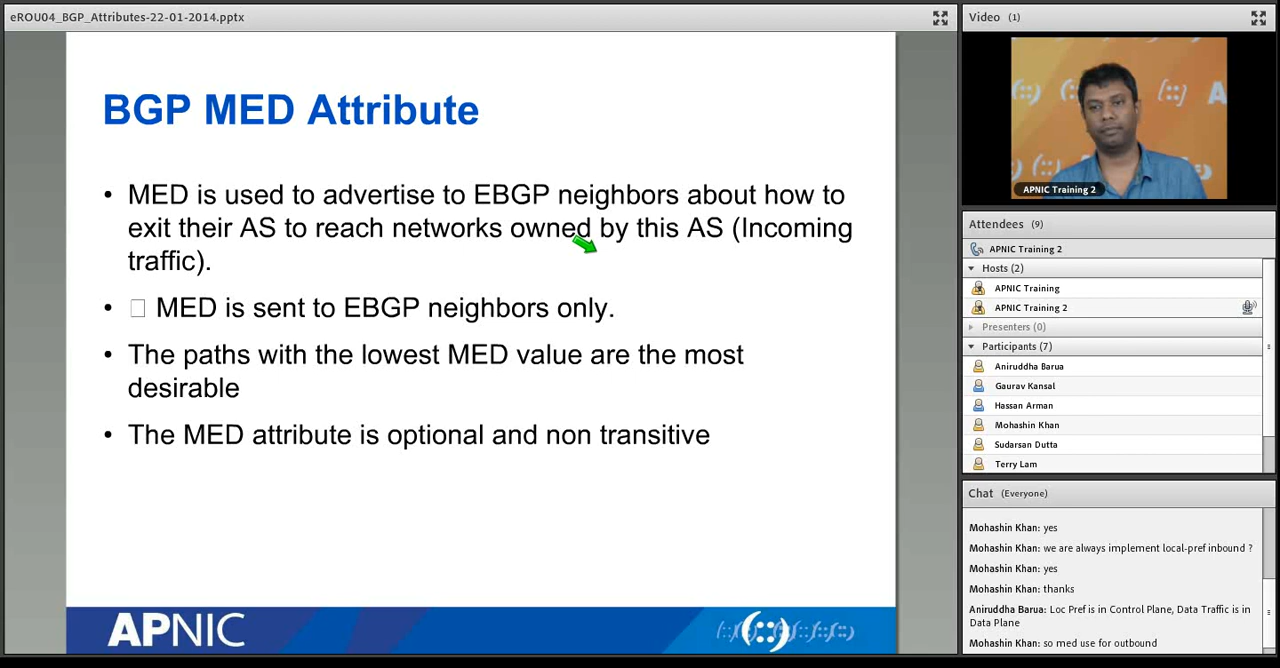 eROU04_BGP_Attributes-22-01-2014.pptx
BGP MED Attribute
• MED is used to advertise to EBGP neighbors about how to
exit their AS to reach networks owned by this AS (Incoming
traffic).
• MED is sent to EBGP neighbors only.
• The paths with the lowest MED value are the most
desirable
• The MED attribute is optional and non transitive
APNIC
(::)
Video (1)
APNIC Training 2
Attendees (9)
APNIC Training 2
Hosts (2)
APNIC Training
APNIC Training 2
Presenters (0)
Participants (7)
Aniruddha Barua
Gaurav Kansal
Hassan Arman
Mohashin Khan
Sudarsan Dutta
Terry Lam
Chat (Everyone)
Mohashin Khan: yes
Mohashin Khan: we are always implement local-pref inbound ?
Mohashin Khan: yes
Mohashin Khan: thanks
Aniruddha Barua: Loc Pref is in Control Plane, Data Traffic is in
Data Plane
Mohashin Khan: so med use for outbound